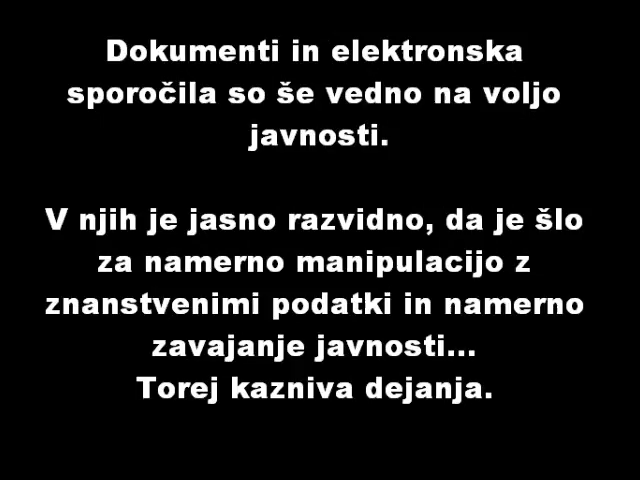 Dokumenti in elektronska
sporočila so še vedno na voljo
javnosti.
V njih je jasno razvidno, da je šlo
za namerno manipulacijo z
znanstvenimi podatki in namerno
zavajanje javnosti...
Torej kazniva dejanja.